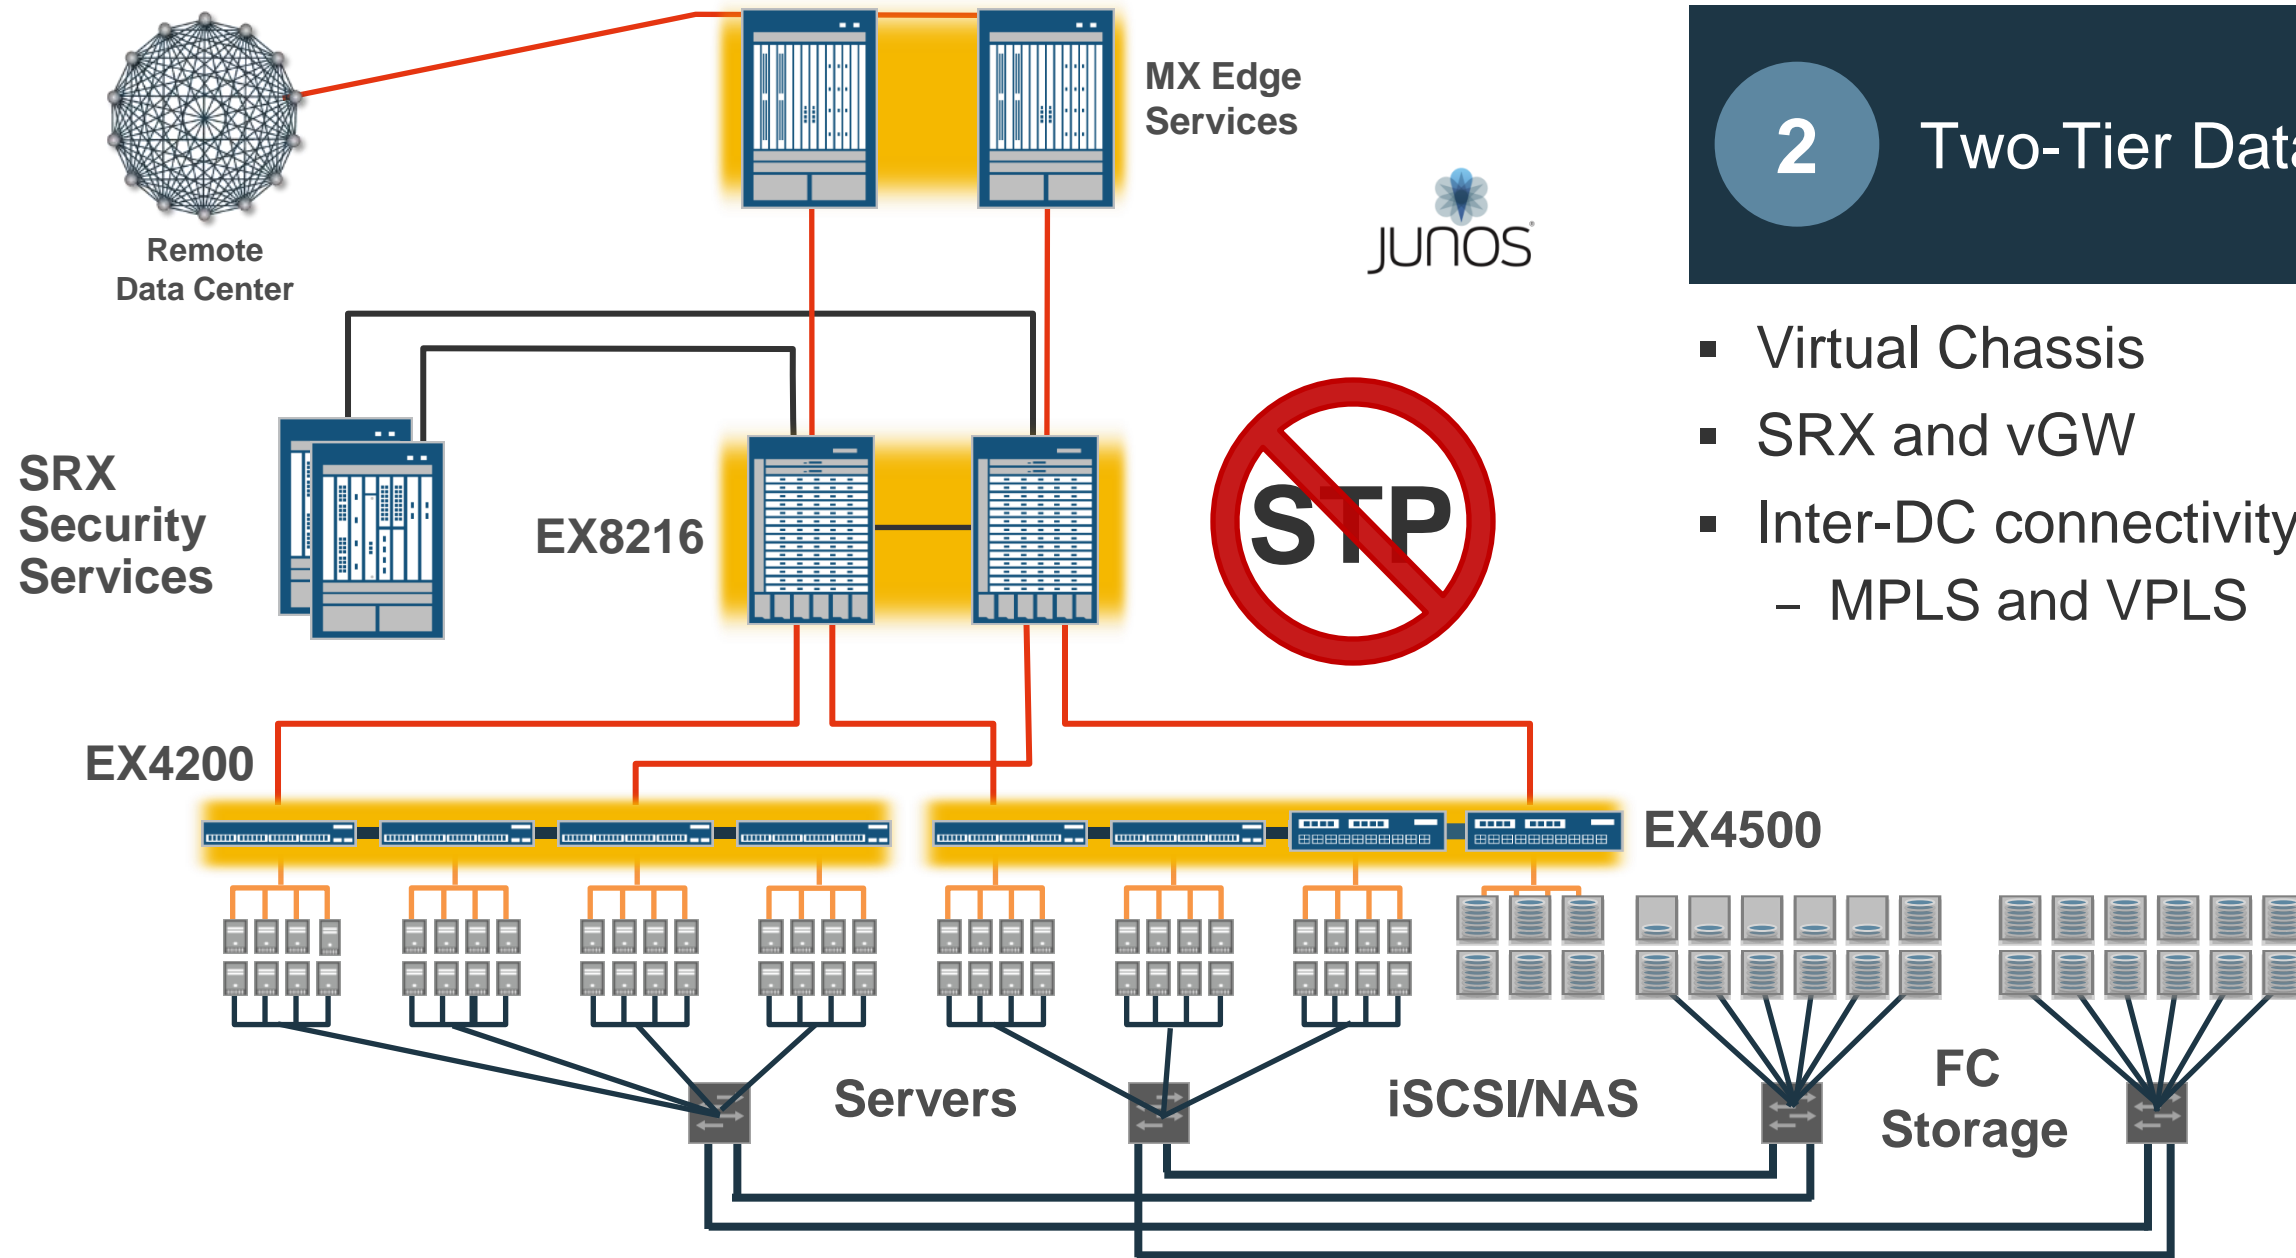 MX Edge
Services
2
Two-Tier Data
Remote
Data Center
JUNOS®
Virtual Chassis
SRX and vGW
Inter-DC connectivity
– MPLS and VPLS
SRX
Security
Services
EX8216
STP
EX4200
EX4500
Servers
iSCSI/NAS
FC
Storage